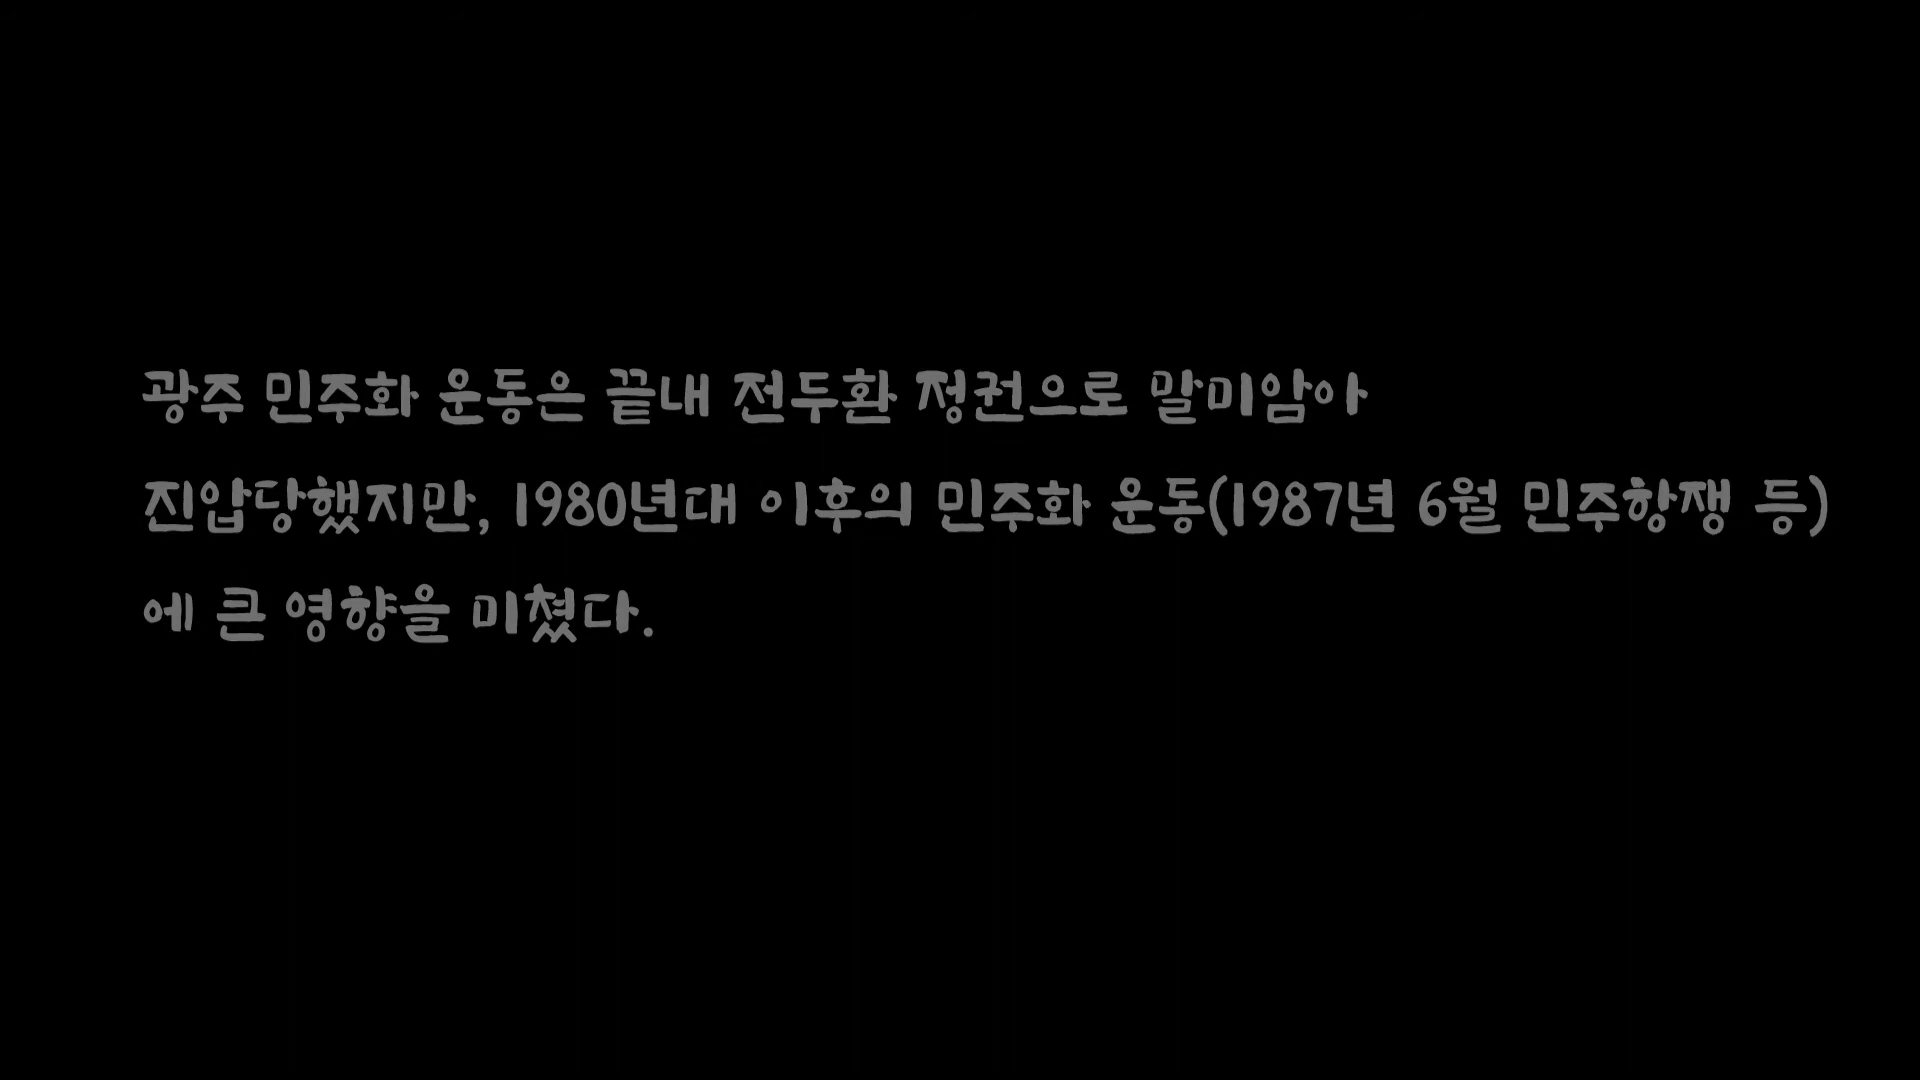 광주 민주화 운동은 끝내 전두환 정권으로 말미암아
진압당했지만, 1980년대 이후의 민주화 운동(1987년 6월 민주항쟁 등)
에 큰 영향을 미쳤다.